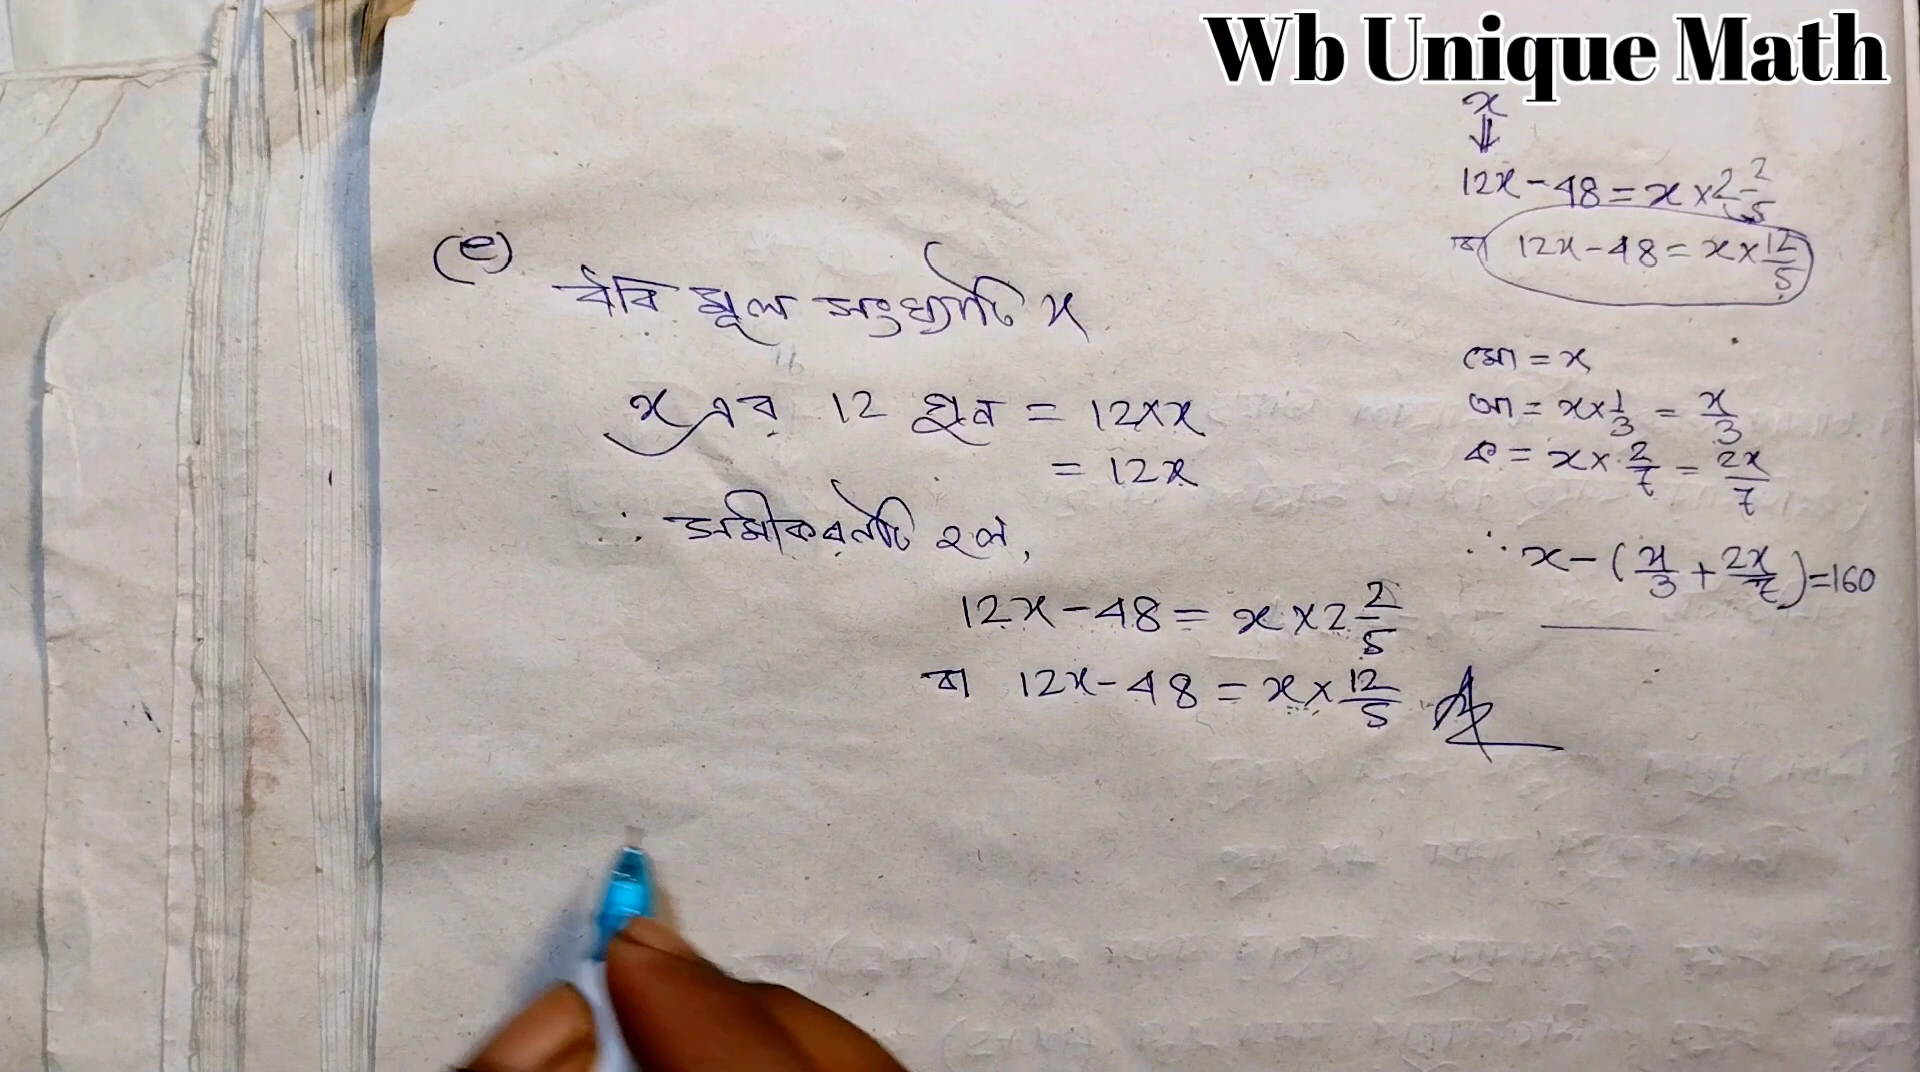 Wb Unique Math
x
⇓
12x-48=x×2 2/5
বা 12x-48=x×12/5
(e)
ধরি মূল সংখ্যাটি x
x এর 12 গুন = 12×x
= 12x
∴ সমীকরনটি হল,
12x-48= x×2 2/5
বা 12x-48=x×12/5
মো = x
আ = x×1/3 = x/3
ক = x×2/7 = 2x/7
∴ x-(x/3+2x/7)=160